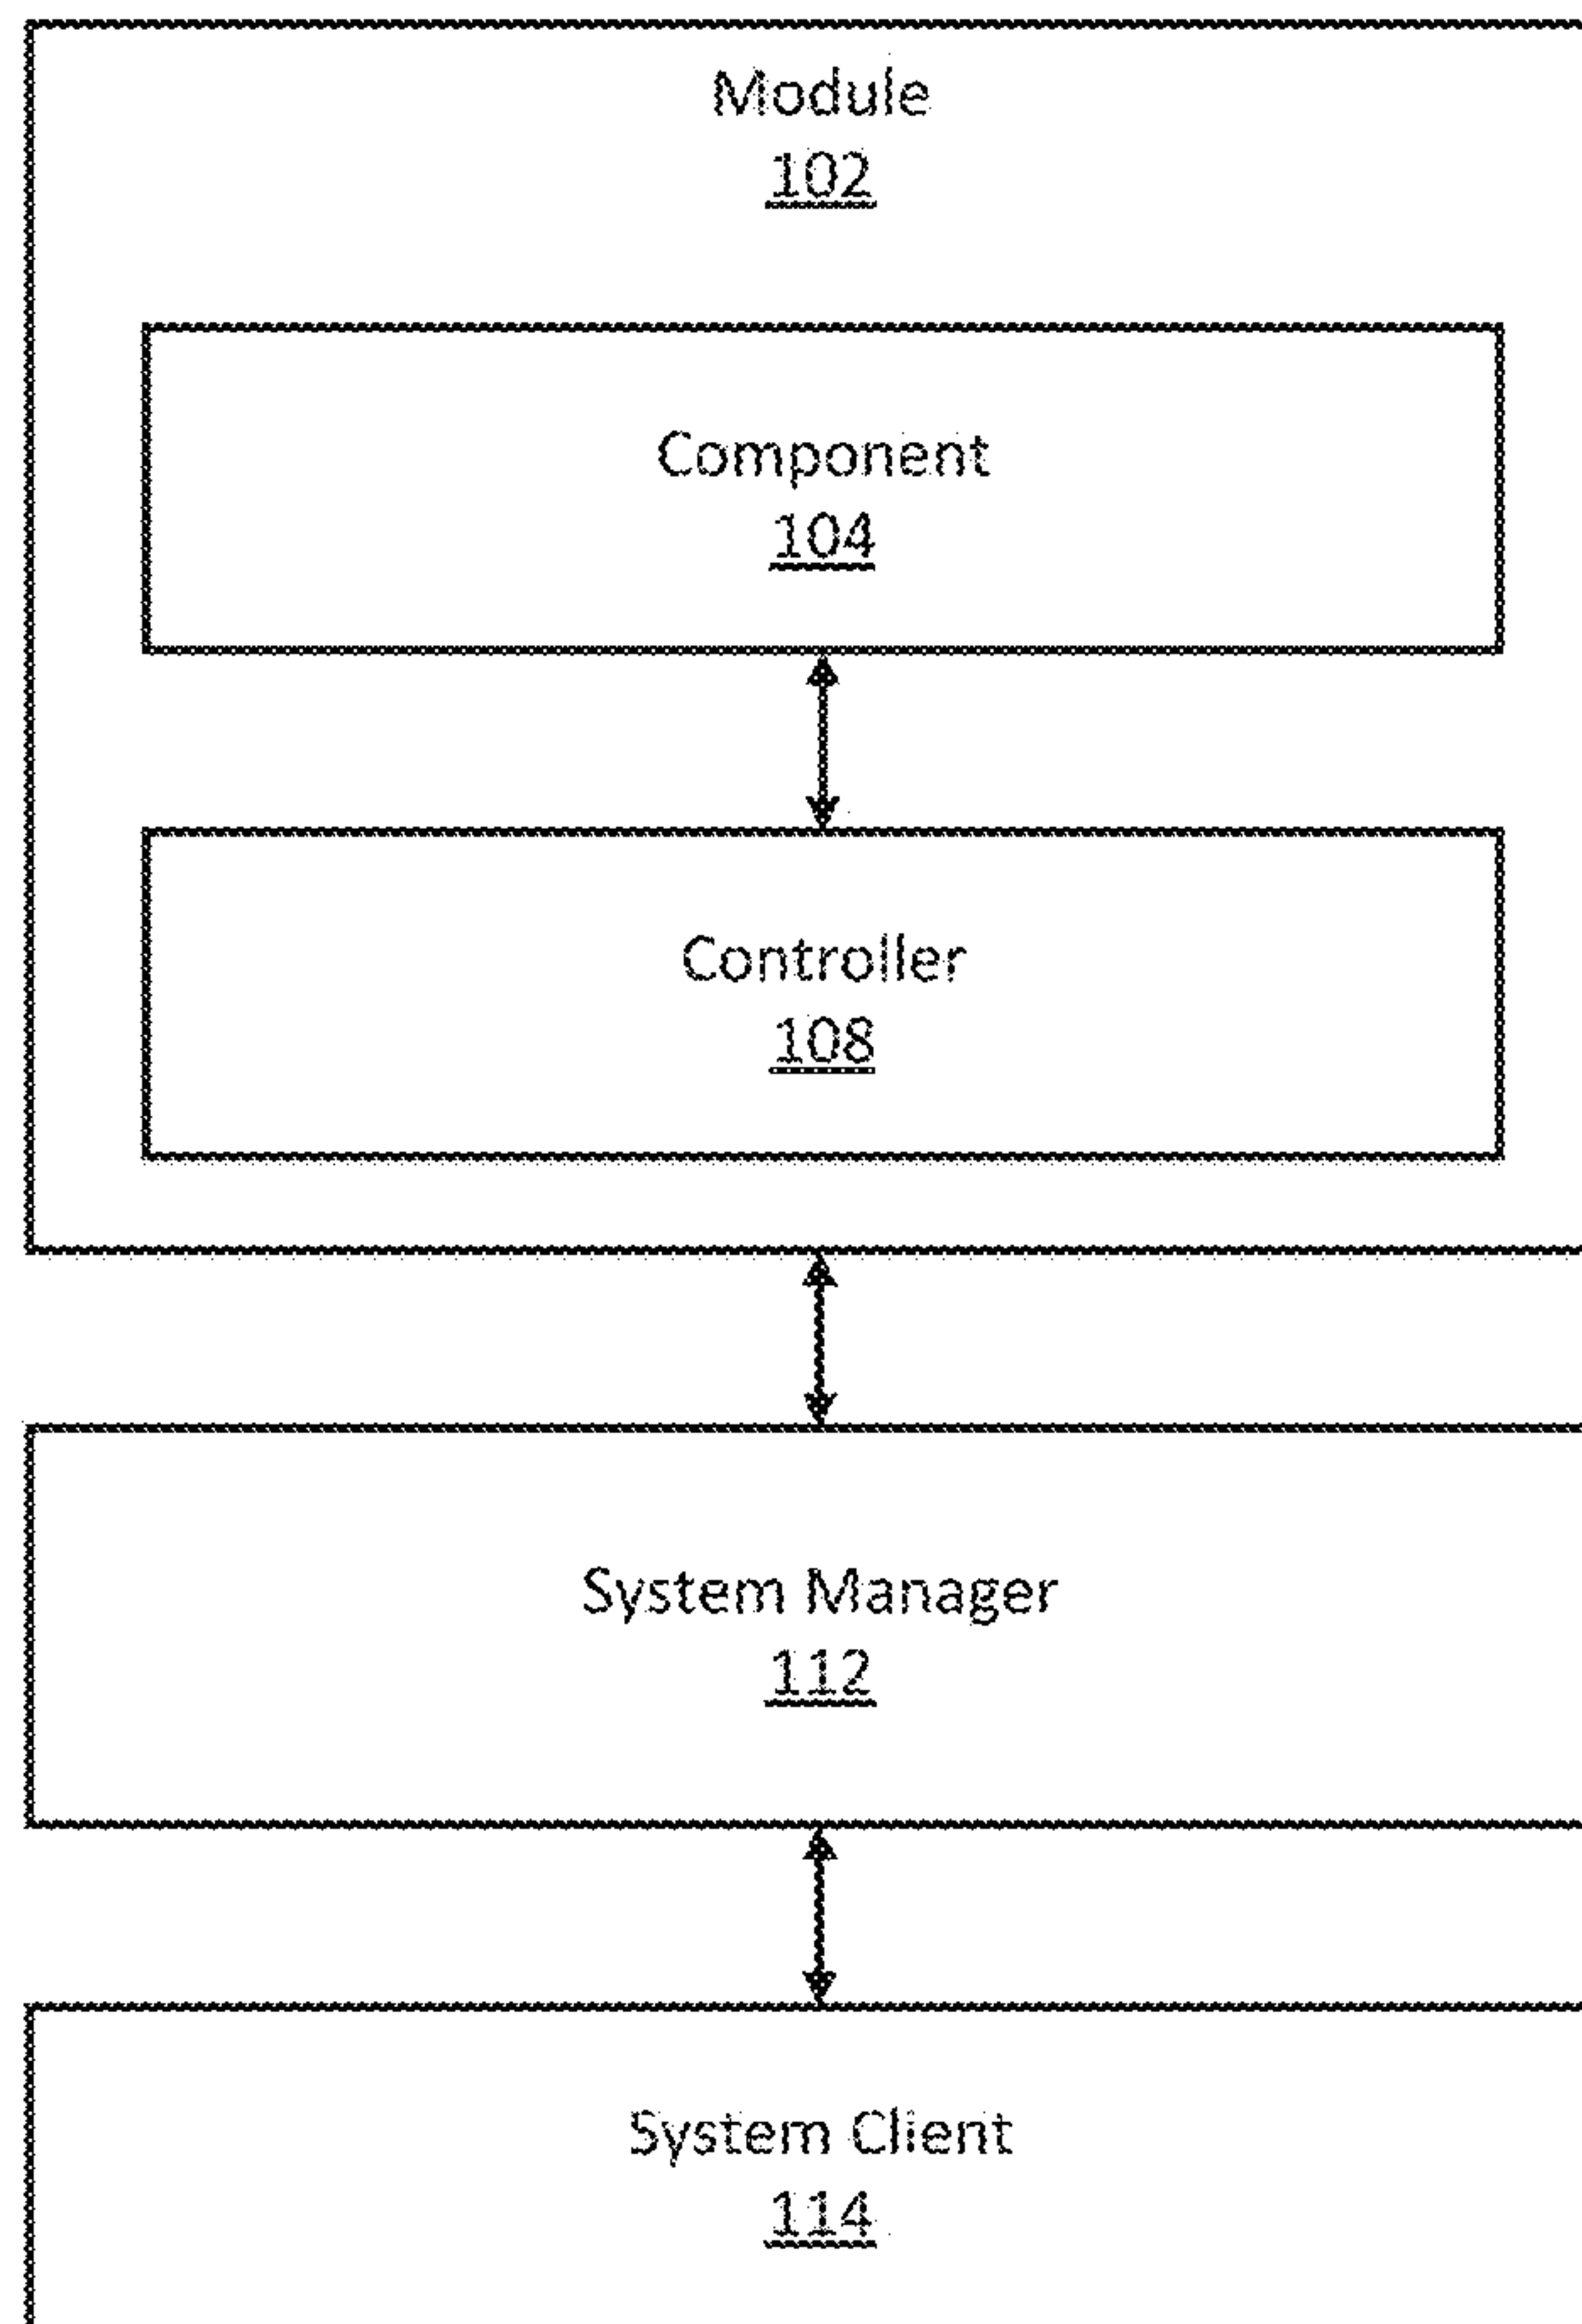 Module
102
Component
104
Controller
108
System Manager
112
System Client
114